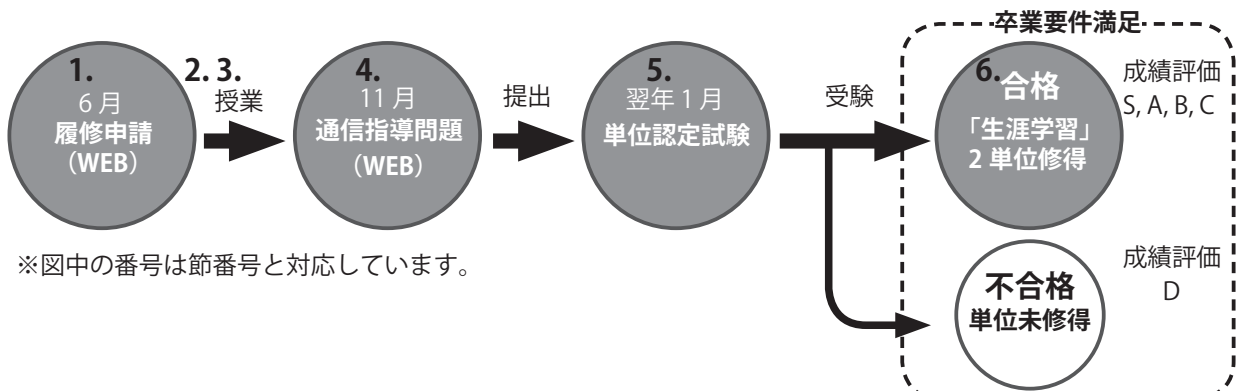 卒業要件満足
1.
6 月
履修申請
（WEB）
2. 3.
授業
4.
11 月
通信指導問題
（WEB）
提出
5.
翌年 1 月
単位認定試験
受験
6.
合格
「生涯学習」
2 単位修得
成績評価
S, A, B, C
不合格
単位未修得
成績評価
D
※図中の番号は節番号と対応しています。